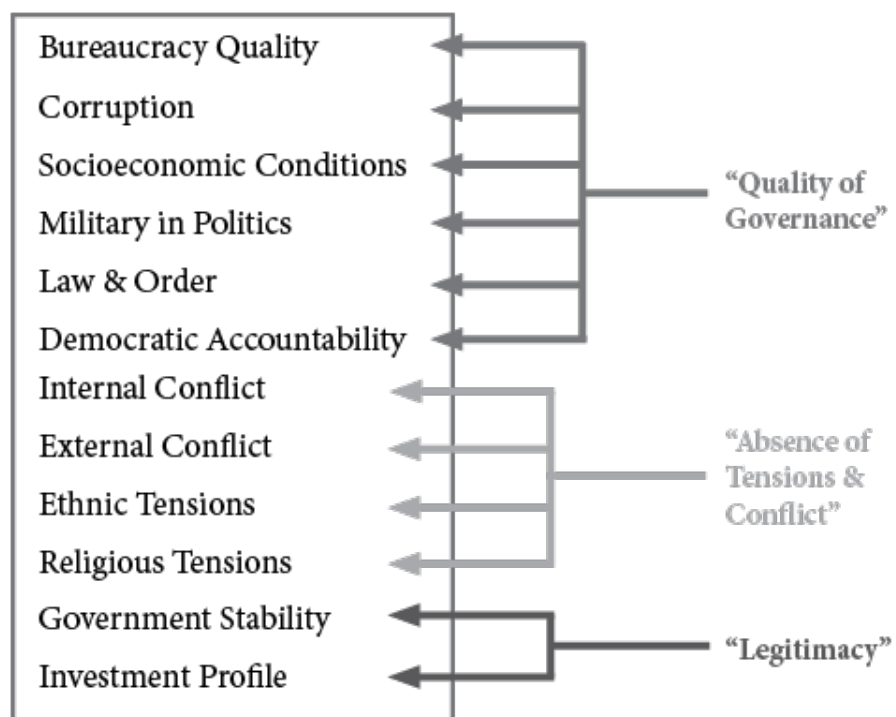 Bureaucracy Quality
Corruption
Socioeconomic Conditions
Military in Politics
Law & Order
Democratic Accountability
Internal Conflict
External Conflict
Ethnic Tensions
Religious Tensions
Government Stability
Investment Profile
“Quality of
Governance”
“Absence of
Tensions &
Conflict”
“Legitimacy”